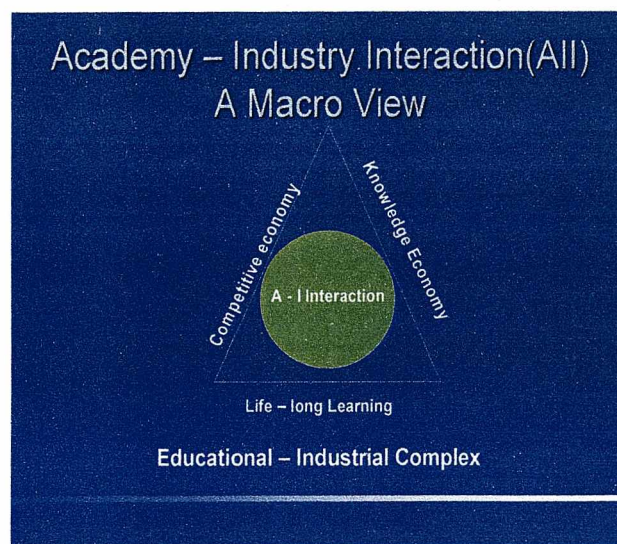 Academy – Industry Interaction(AII)
A Macro View
Competitive economy
Knowledge Economy
A - I Interaction
Life – long Learning
Educational – Industrial Complex